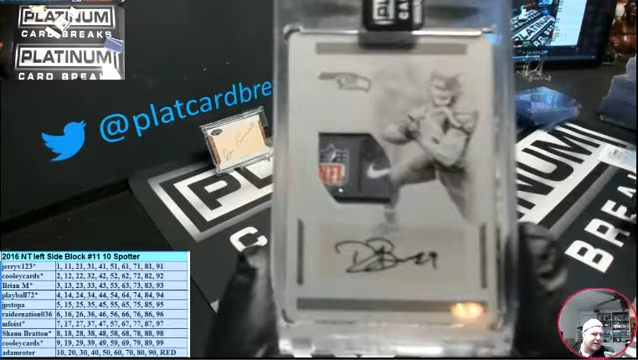 PLATINUM
CARD BREAKS
PLATINUM
CARD BREAKS
@platcardbre
NFL
PLATINUM
BREAKS
2016 NT left Side Block #11 10 Spotter
jerryv123* 1, 11, 21, 31, 41, 51, 61, 71, 81, 91
cooleycards* 2, 12, 22, 32, 42, 52, 62, 72, 82, 92
Brian M* 3, 13, 23, 33, 43, 53, 63, 73, 83, 93
playball72* 4, 14, 24, 34, 44, 54, 64, 74, 84, 94
jpstopa 5, 15, 25, 35, 45, 55, 65, 75, 85, 95
raidernation036 6, 16, 26, 36, 46, 56, 66, 76, 86, 96
mfoist* 7, 17, 27, 37, 47, 57, 67, 77, 87, 97
Shaun Bratton* 8, 18, 28, 38, 48, 58, 68, 78, 88, 98
cooleycards* 9, 19, 29, 39, 49, 59, 69, 79, 89, 99
adamroter 10, 20, 30, 40, 50, 60, 70, 80, 90, RED